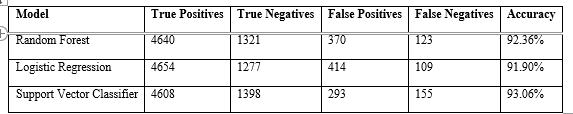 Model True Positives True Negatives False Positives False Negatives Accuracy
Random Forest 4640 1321 370 123 92.36%
Logistic Regression 4654 1277 414 109 91.90%
Support Vector Classifier 4608 1398 293 155 93.06%